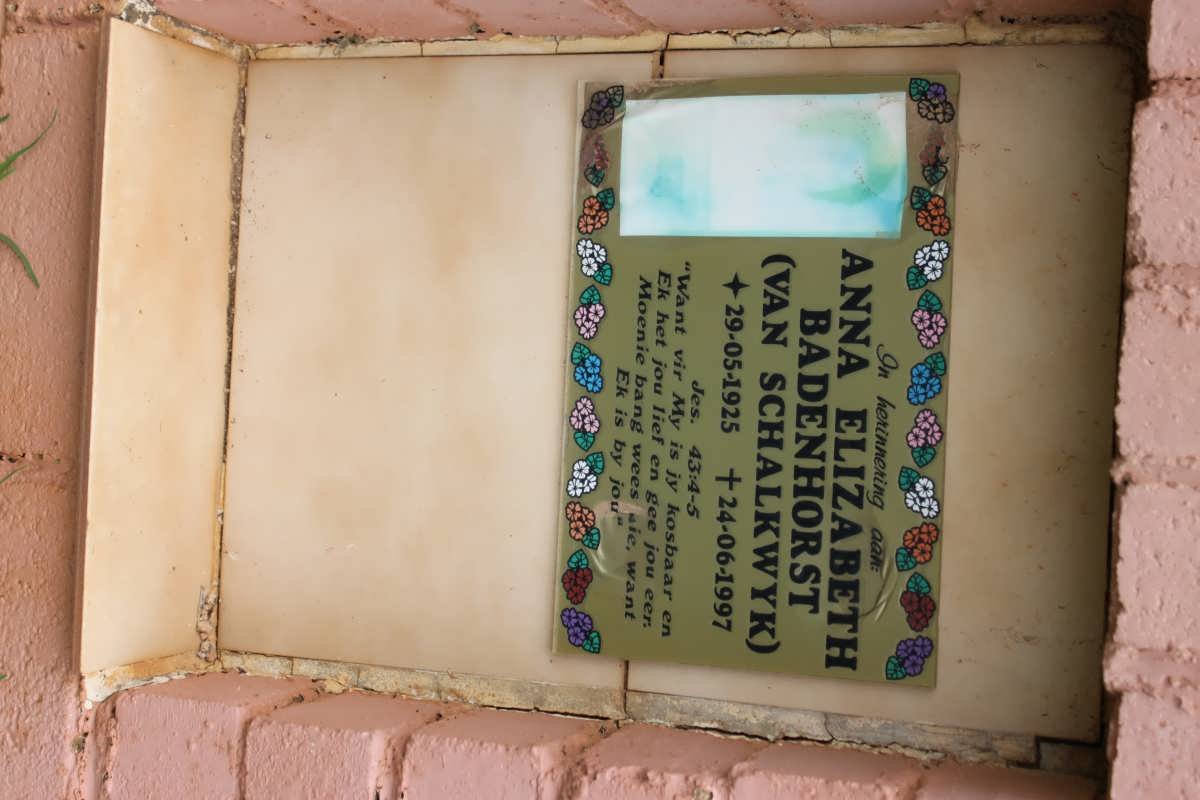 In herinnering aan:
ANNA ELIZABETH
BADENHORST
(VAN SCHALKWYK)
✦ 29-05-1925 ✝ 24-06-1997
Jes. 43:4-5
"Want vir My is jy kosbaar en
Ek het jou lief en gee jou eer.
Moenie bang wees nie, want
Ek is by jou"